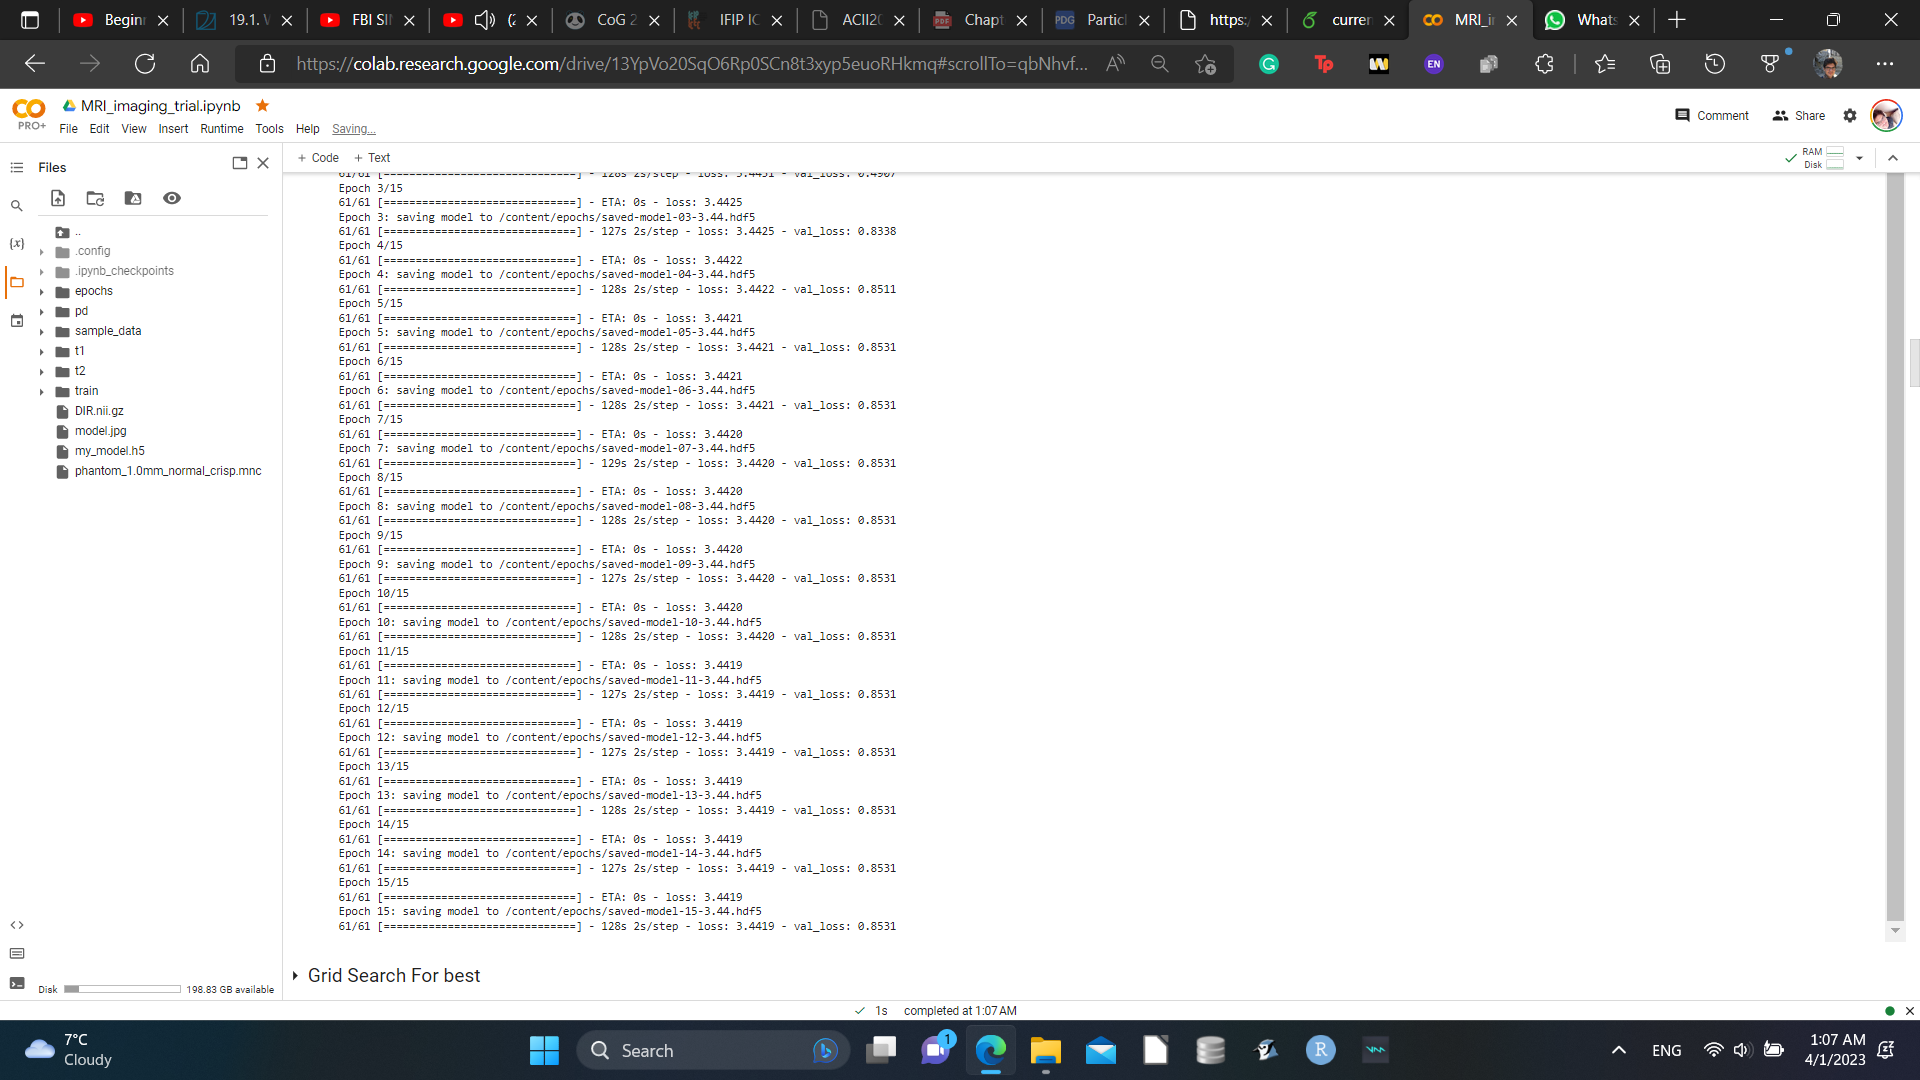 Beginn
19.1. W
FBI SIN
(2
CoG 2
IFIP IC
ACII20
Chapt
Particl
https:/
curren
MRI_in
Whats
https://colab.research.google.com/drive/13YpVo20SqO6Rp0SCn8t3xyp5euoRHkmq#scrollTo=qbNhvf...
MRI_imaging_trial.ipynb
PRO+
File Edit View Insert Runtime Tools Help Saving...
Comment Share
Files
+ Code + Text
RAM
Disk
..
.config
.ipynb_checkpoints
epochs
pd
sample_data
t1
t2
train
DIR.nii.gz
model.jpg
my_model.h5
phantom_1.0mm_normal_crisp.mnc
Disk 198.83 GB available
61/61 [==============================] - 128s 2s/step - loss: 3.4431 - val_loss: 0.4907
Epoch 3/15
61/61 [==============================] - ETA: 0s - loss: 3.4425
Epoch 3: saving model to /content/epochs/saved-model-03-3.44.hdf5
61/61 [==============================] - 127s 2s/step - loss: 3.4425 - val_loss: 0.8338
Epoch 4/15
61/61 [==============================] - ETA: 0s - loss: 3.4422
Epoch 4: saving model to /content/epochs/saved-model-04-3.44.hdf5
61/61 [==============================] - 128s 2s/step - loss: 3.4422 - val_loss: 0.8511
Epoch 5/15
61/61 [==============================] - ETA: 0s - loss: 3.4421
Epoch 5: saving model to /content/epochs/saved-model-05-3.44.hdf5
61/61 [==============================] - 128s 2s/step - loss: 3.4421 - val_loss: 0.8531
Epoch 6/15
61/61 [==============================] - ETA: 0s - loss: 3.4421
Epoch 6: saving model to /content/epochs/saved-model-06-3.44.hdf5
61/61 [==============================] - 128s 2s/step - loss: 3.4421 - val_loss: 0.8531
Epoch 7/15
61/61 [==============================] - ETA: 0s - loss: 3.4420
Epoch 7: saving model to /content/epochs/saved-model-07-3.44.hdf5
61/61 [==============================] - 129s 2s/step - loss: 3.4420 - val_loss: 0.8531
Epoch 8/15
61/61 [==============================] - ETA: 0s - loss: 3.4420
Epoch 8: saving model to /content/epochs/saved-model-08-3.44.hdf5
61/61 [==============================] - 128s 2s/step - loss: 3.4420 - val_loss: 0.8531
Epoch 9/15
61/61 [==============================] - ETA: 0s - loss: 3.4420
Epoch 9: saving model to /content/epochs/saved-model-09-3.44.hdf5
61/61 [==============================] - 127s 2s/step - loss: 3.4420 - val_loss: 0.8531
Epoch 10/15
61/61 [==============================] - ETA: 0s - loss: 3.4420
Epoch 10: saving model to /content/epochs/saved-model-10-3.44.hdf5
61/61 [==============================] - 128s 2s/step - loss: 3.4420 - val_loss: 0.8531
Epoch 11/15
61/61 [==============================] - ETA: 0s - loss: 3.4419
Epoch 11: saving model to /content/epochs/saved-model-11-3.44.hdf5
61/61 [==============================] - 127s 2s/step - loss: 3.4419 - val_loss: 0.8531
Epoch 12/15
61/61 [==============================] - ETA: 0s - loss: 3.4419
Epoch 12: saving model to /content/epochs/saved-model-12-3.44.hdf5
61/61 [==============================] - 127s 2s/step - loss: 3.4419 - val_loss: 0.8531
Epoch 13/15
61/61 [==============================] - ETA: 0s - loss: 3.4419
Epoch 13: saving model to /content/epochs/saved-model-13-3.44.hdf5
61/61 [==============================] - 128s 2s/step - loss: 3.4419 - val_loss: 0.8531
Epoch 14/15
61/61 [==============================] - ETA: 0s - loss: 3.4419
Epoch 14: saving model to /content/epochs/saved-model-14-3.44.hdf5
61/61 [==============================] - 127s 2s/step - loss: 3.4419 - val_loss: 0.8531
Epoch 15/15
61/61 [==============================] - ETA: 0s - loss: 3.4419
Epoch 15: saving model to /content/epochs/saved-model-15-3.44.hdf5
61/61 [==============================] - 128s 2s/step - loss: 3.4419 - val_loss: 0.8531
Grid Search For best
1s completed at 1:07 AM
7°C
Cloudy
Search
1
ENG
1:07 AM
4/1/2023